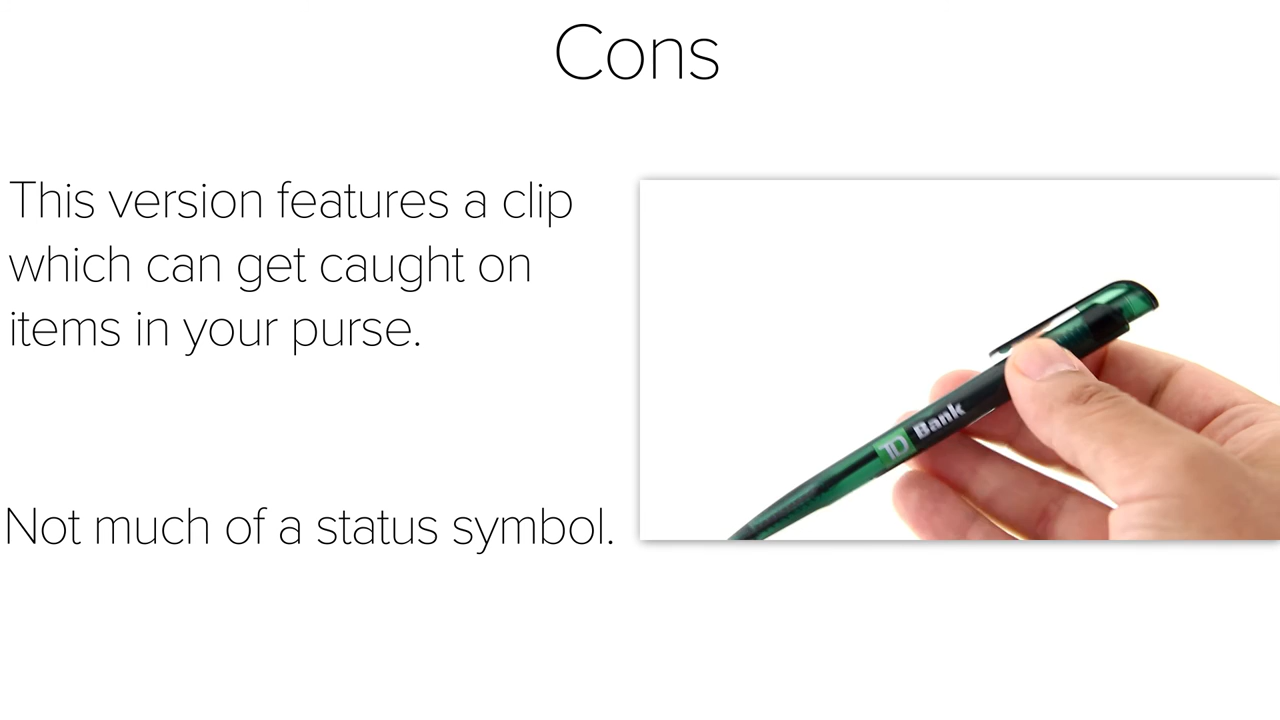 Cons
This version features a clip
which can get caught on
items in your purse.
Not much of a status symbol.
TD Bank